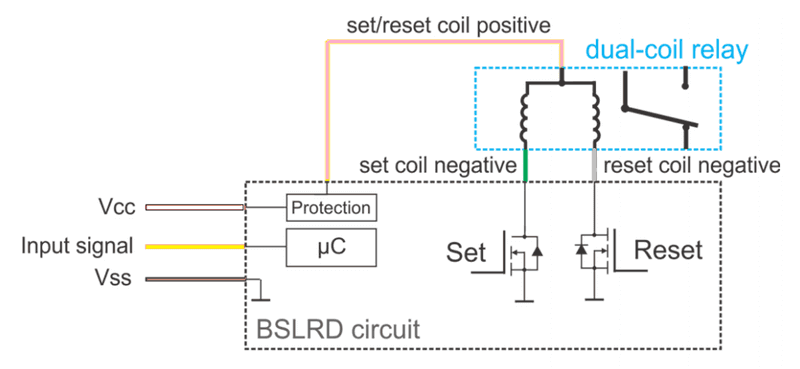 set/reset coil positive
dual-coil relay
set coil negative
reset coil negative
Vcc
Protection
Input signal
µC
Set
Reset
Vss
BSLRD circuit